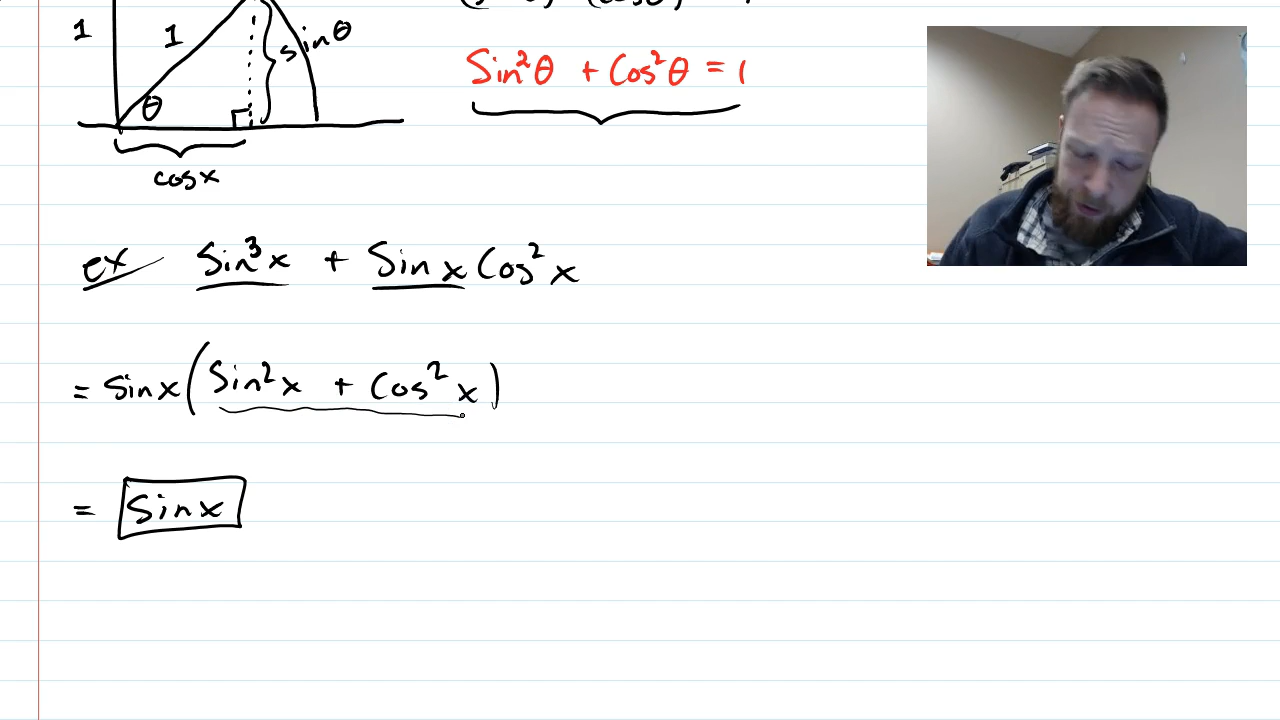 1
1
sinθ
θ
cosx
Sin²θ + Cos²θ = 1
ex Sin³x + Sinx Cos²x
= Sinx(Sin²x + Cos²x)
= Sinx